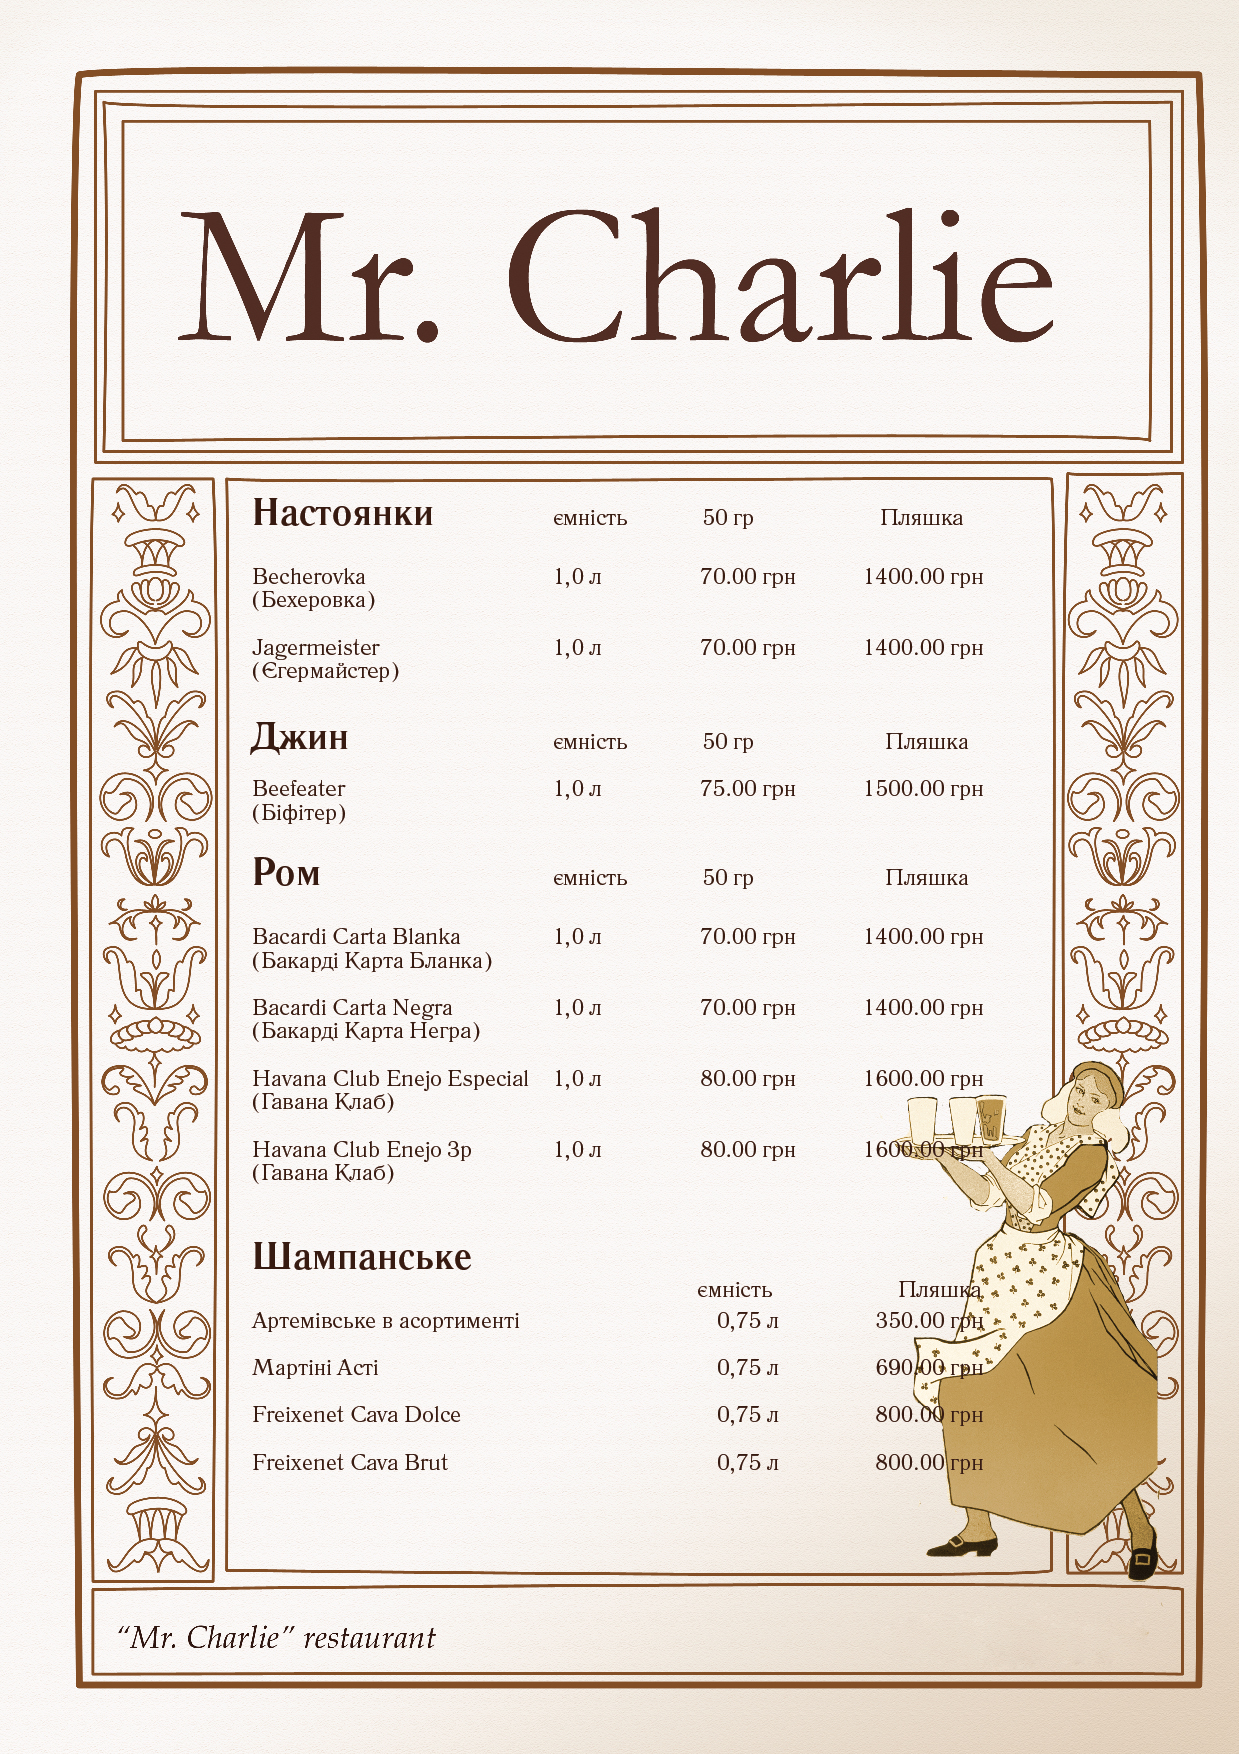 Mr. Charlie
Настоянки ємність 50 гр Пляшка
Becherovka 1,0 л 70.00 грн 1400.00 грн
(Бехеровка)
Jagermeister 1,0 л 70.00 грн 1400.00 грн
(Єгермайстер)
Джин ємність 50 гр Пляшка
Beefeater 1,0 л 75.00 грн 1500.00 грн
(Біфітер)
Ром ємність 50 гр Пляшка
Bacardi Carta Blanka 1,0 л 70.00 грн 1400.00 грн
(Бакарді Карта Бланка)
Bacardi Carta Negra 1,0 л 70.00 грн 1400.00 грн
(Бакарді Карта Негра)
Havana Club Enejo Especial 1,0 л 80.00 грн 1600.00 грн
(Гавана Клаб)
Havana Club Enejo 3р 1,0 л 80.00 грн 1600.00 грн
(Гавана Клаб)
Шампанське
ємність Пляшка
Артемівське в асортименті 0,75 л 350.00 грн
Мартіні Асті 0,75 л 690.00 грн
Freixenet Cava Dolce 0,75 л 800.00 грн
Freixenet Cava Brut 0,75 л 800.00 грн
“Mr. Charlie” restaurant